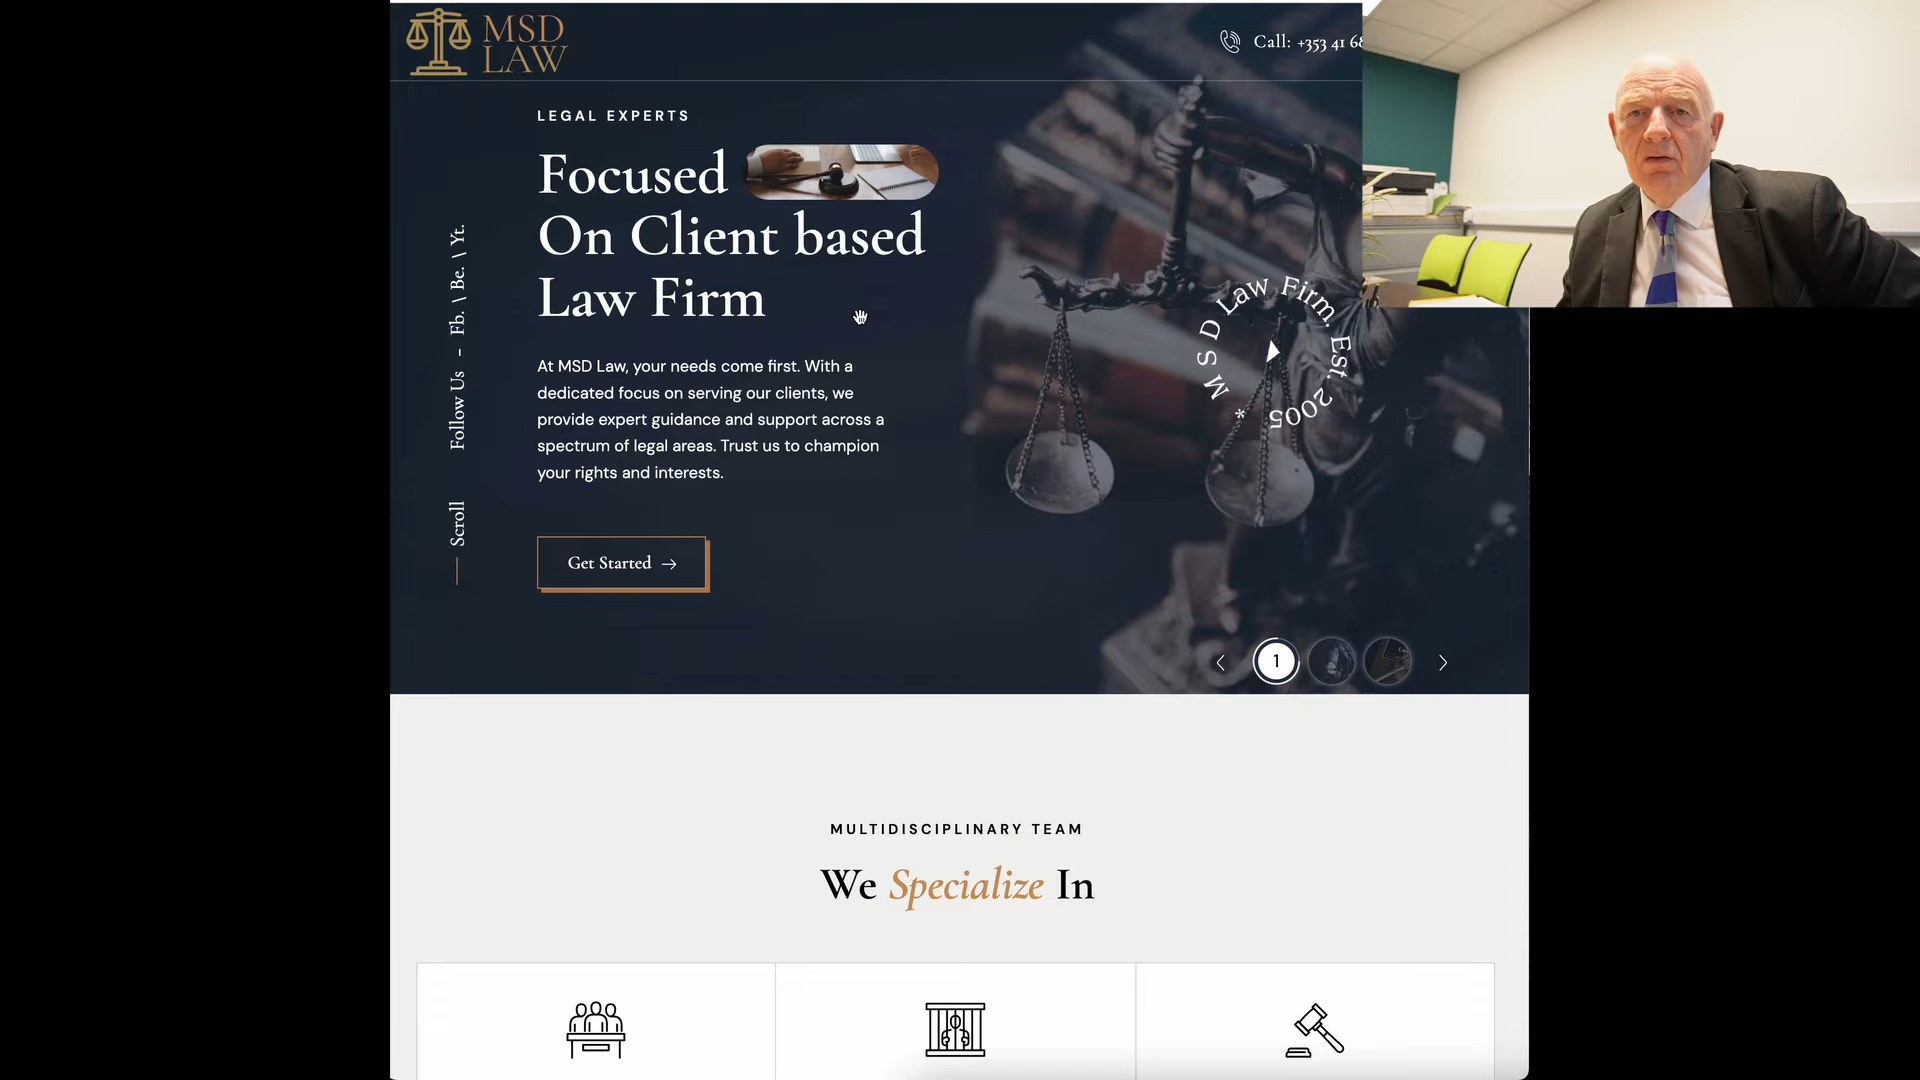 MSD
LAW
Call: +353 41 68
LEGAL EXPERTS
Focused
On Client based
Law Firm
At MSD Law, your needs come first. With a
dedicated focus on serving our clients, we
provide expert guidance and support across a
spectrum of legal areas. Trust us to champion
your rights and interests.
Get Started
Scroll
Follow Us - Fb. \ Be. \ Yt.
MSD Law Firm. Est. 2005 *
1
MULTIDISCIPLINARY TEAM
We Specialize In